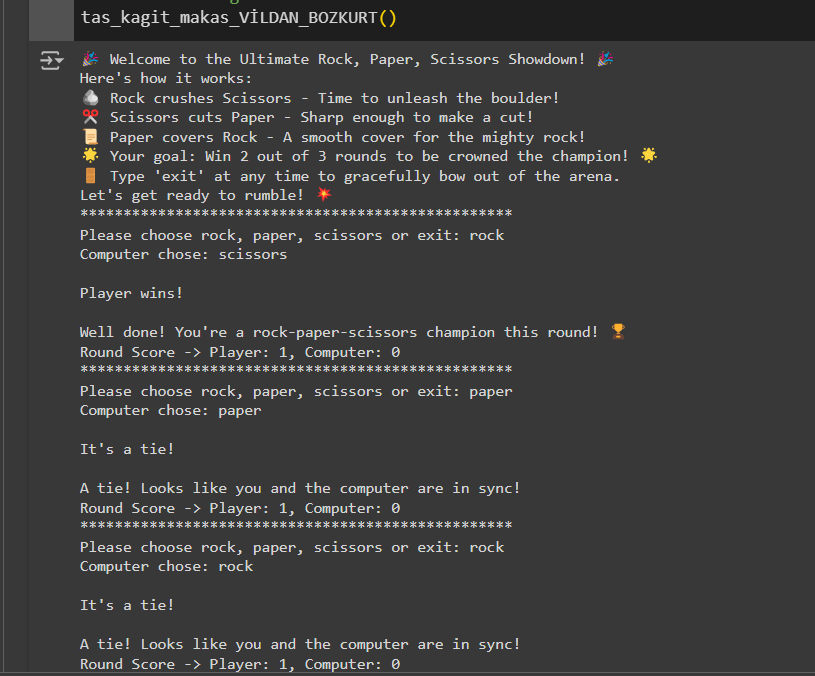 tas_kagit_makas_VİLDAN_BOZKURT()
🎉 Welcome to the Ultimate Rock, Paper, Scissors Showdown! 🎉
Here's how it works:
🪨 Rock crushes Scissors - Time to unleash the boulder!
✂️ Scissors cuts Paper - Sharp enough to make a cut!
📜 Paper covers Rock - A smooth cover for the mighty rock!
🌟 Your goal: Win 2 out of 3 rounds to be crowned the champion! 🌟
🚪 Type 'exit' at any time to gracefully bow out of the arena.
Let's get ready to rumble! 💥
**************************************************
Please choose rock, paper, scissors or exit: rock
Computer chose: scissors
Player wins!
Well done! You're a rock-paper-scissors champion this round! 🏆
Round Score -> Player: 1, Computer: 0
**************************************************
Please choose rock, paper, scissors or exit: paper
Computer chose: paper
It's a tie!
A tie! Looks like you and the computer are in sync!
Round Score -> Player: 1, Computer: 0
**************************************************
Please choose rock, paper, scissors or exit: rock
Computer chose: rock
It's a tie!
A tie! Looks like you and the computer are in sync!
Round Score -> Player: 1, Computer: 0